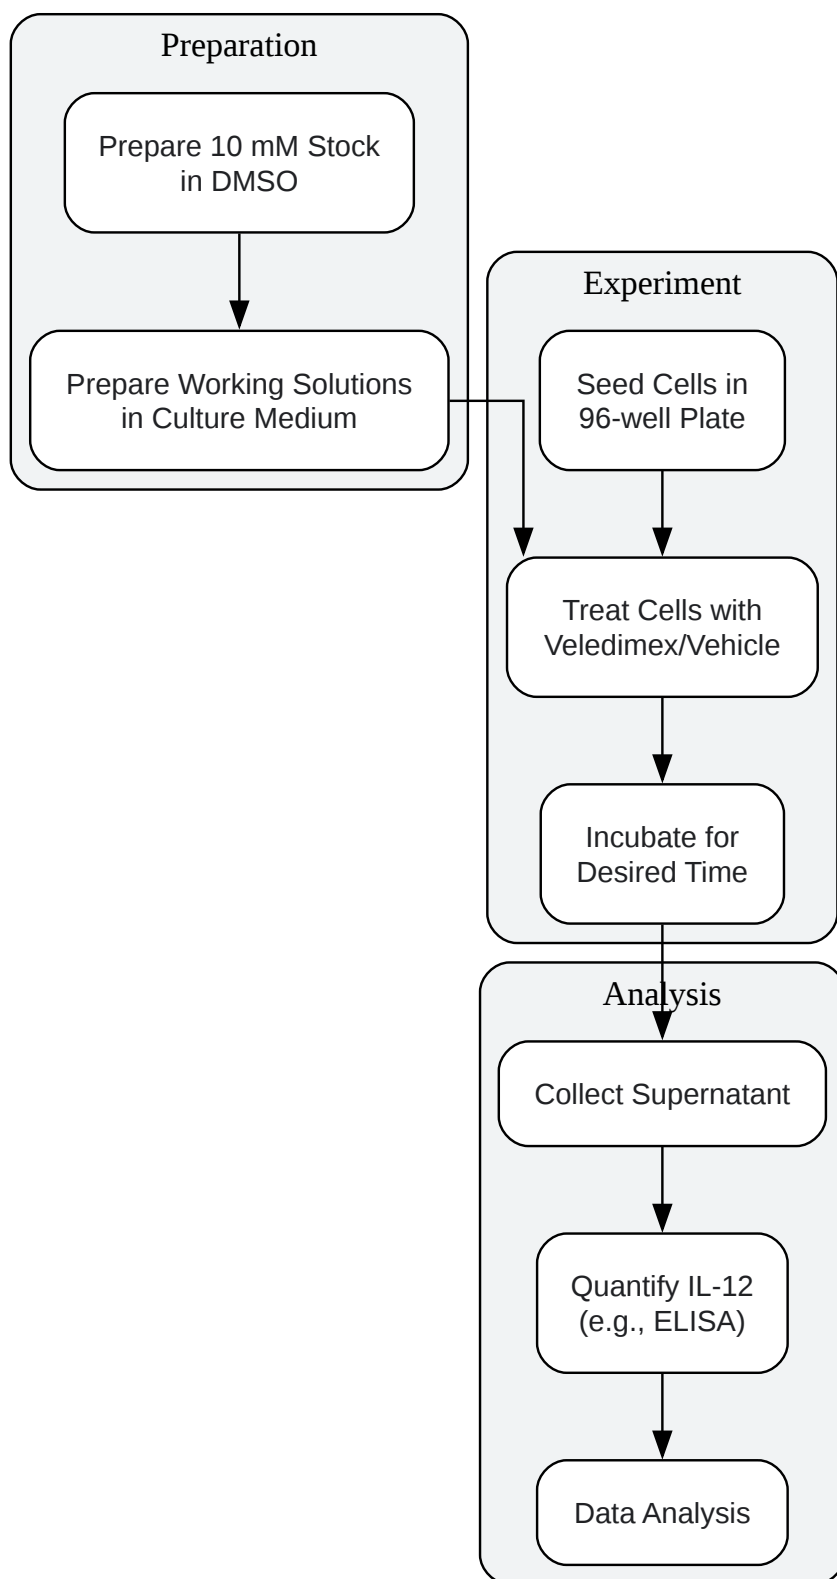 Preparation
Prepare 10 mM Stock
in DMSO
Prepare Working Solutions
in Culture Medium
Experiment
Seed Cells in
96-well Plate
Treat Cells with
Veledimex/Vehicle
Incubate for
Desired Time
Analysis
Collect Supernatant
Quantify IL-12
(e.g., ELISA)
Data Analysis